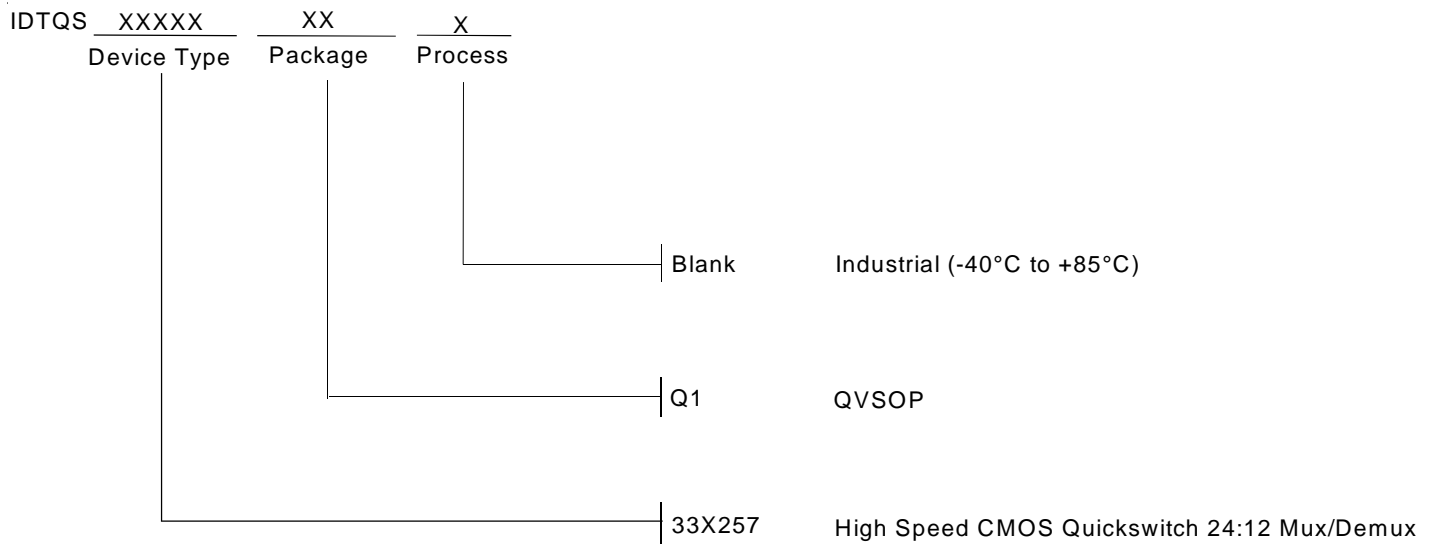 IDTQS XXXXX XX X
Device Type Package Process
Blank Industrial (-40°C to +85°C)
Q1 QVSOP
33X257 High Speed CMOS Quickswitch 24:12 Mux/Demux